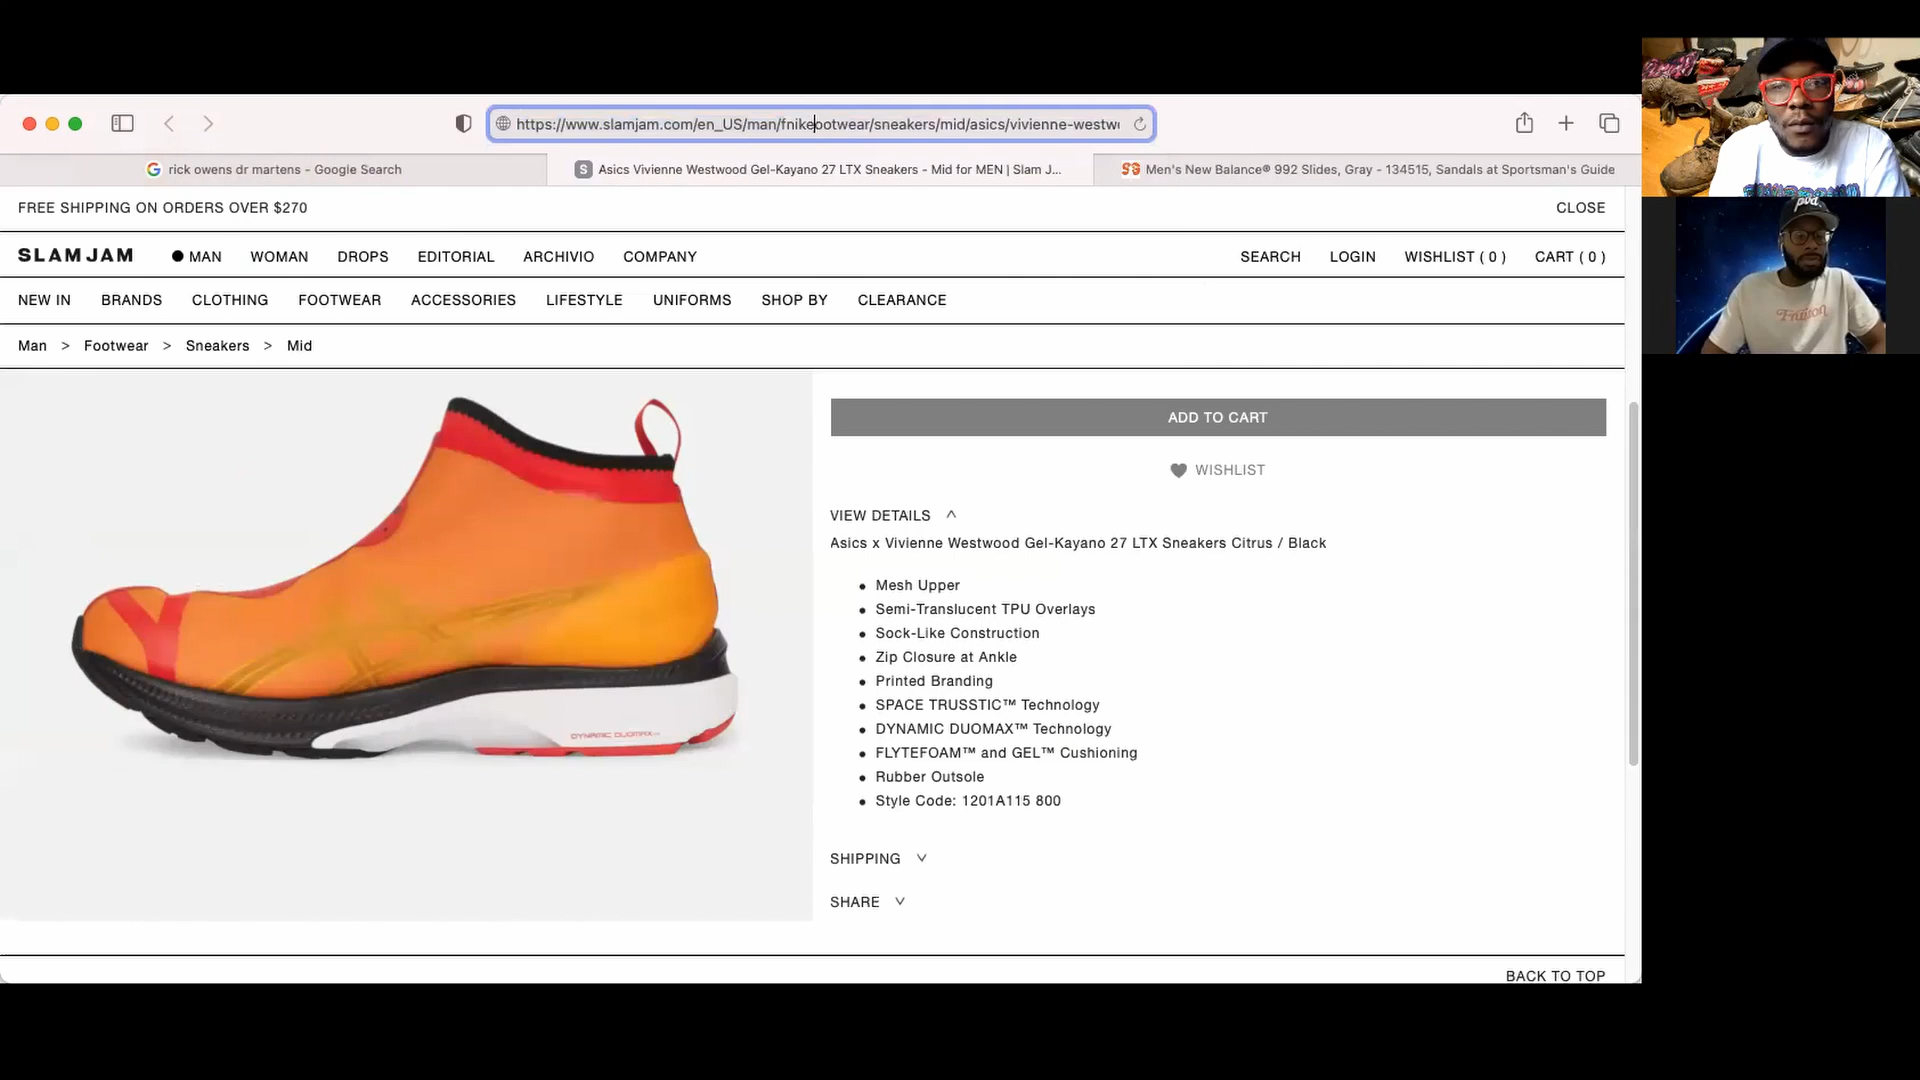 https://www.slamjam.com/en_US/man/fnikeootwear/sneakers/mid/asics/vivienne-westw
rick owens dr martens - Google Search
S Asics Vivienne Westwood Gel-Kayano 27 LTX Sneakers - Mid for MEN | Slam J...
SG Men's New Balance® 992 Slides, Gray - 134515, Sandals at Sportsman's Guide
FREE SHIPPING ON ORDERS OVER $270 CLOSE
SLAM JAM MAN WOMAN DROPS EDITORIAL ARCHIVIO COMPANY SEARCH LOGIN WISHLIST ( 0 ) CART ( 0 )
NEW IN BRANDS CLOTHING FOOTWEAR ACCESSORIES LIFESTYLE UNIFORMS SHOP BY CLEARANCE
Man > Footwear > Sneakers > Mid
ADD TO CART
WISHLIST
VIEW DETAILS
Asics x Vivienne Westwood Gel-Kayano 27 LTX Sneakers Citrus / Black
• Mesh Upper
• Semi-Translucent TPU Overlays
• Sock-Like Construction
• Zip Closure at Ankle
• Printed Branding
• SPACE TRUSSTIC™ Technology
• DYNAMIC DUOMAX™ Technology
• FLYTEFOAM™ and GEL™ Cushioning
• Rubber Outsole
• Style Code: 1201A115 800
SHIPPING
SHARE
BACK TO TOP
DYNAMIC DUOMAX
pvd.